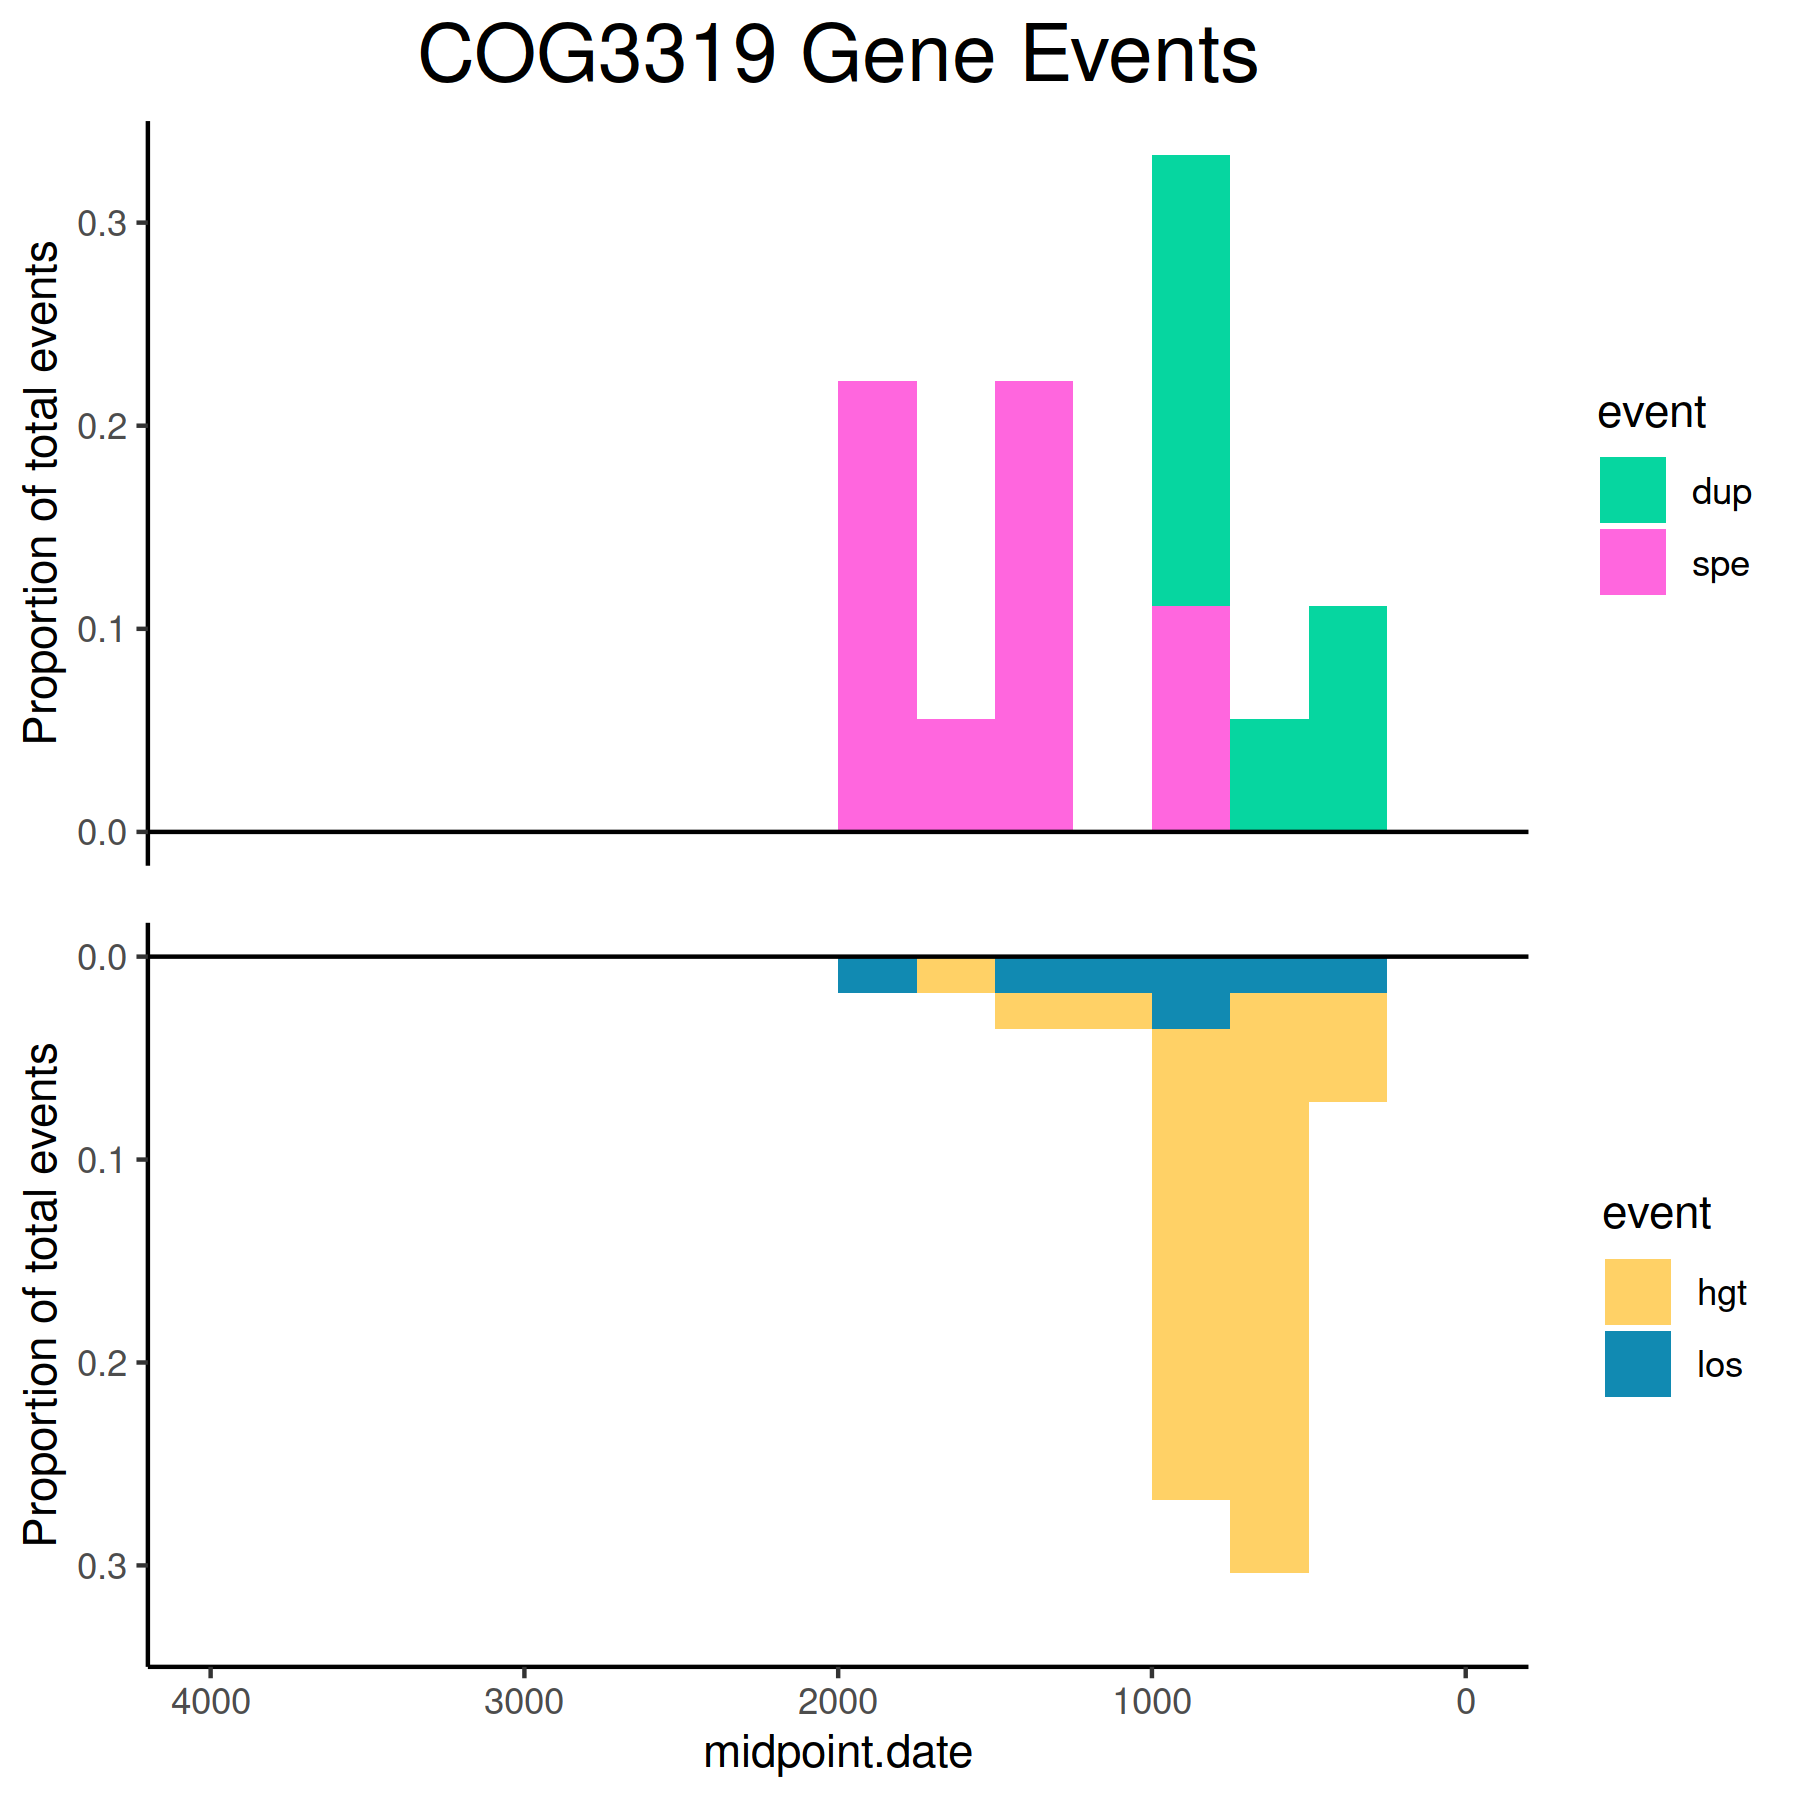 COG3319 Gene Events
Proportion of total events
0.3
0.2
0.1
0.0
event
dup
spe
Proportion of total events
0.0
0.1
0.2
0.3
event
hgt
los
4000 3000 2000 1000 0
midpoint.date